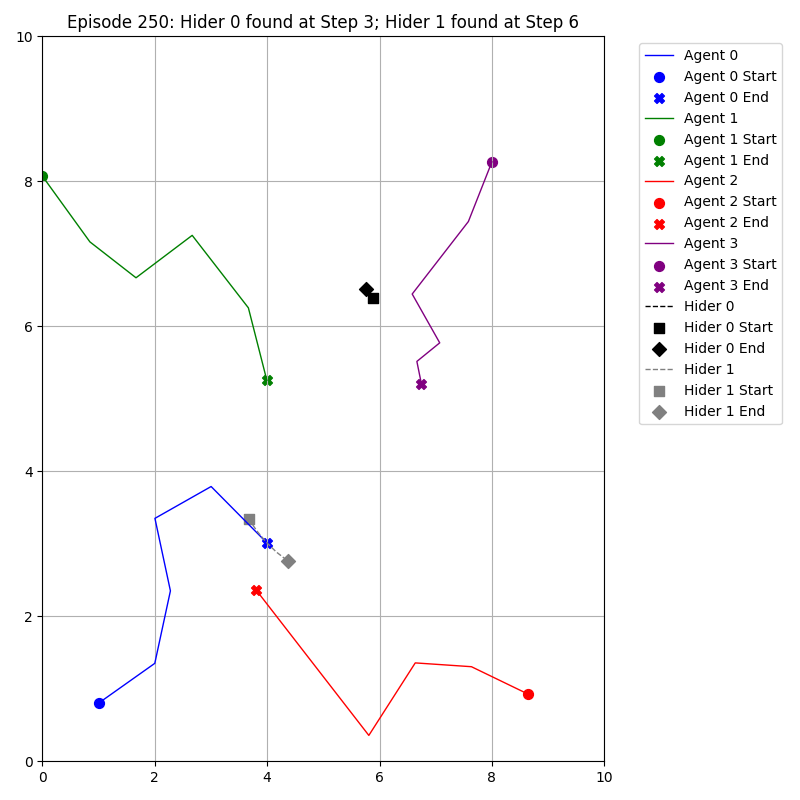 Episode 250: Hider 0 found at Step 3; Hider 1 found at Step 6
10
8
6
4
2
0
0 2 4 6 8 10
Agent 0
Agent 0 Start
Agent 0 End
Agent 1
Agent 1 Start
Agent 1 End
Agent 2
Agent 2 Start
Agent 2 End
Agent 3
Agent 3 Start
Agent 3 End
Hider 0
Hider 0 Start
Hider 0 End
Hider 1
Hider 1 Start
Hider 1 End